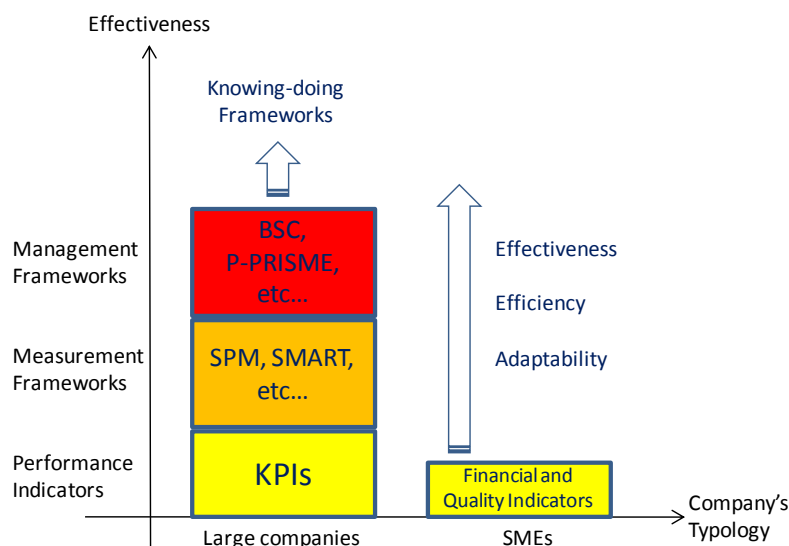 Effectiveness
Knowing-doing
Frameworks
Management
Frameworks
BSC,
P-PRISME,
etc...
Effectiveness
Efficiency
Adaptability
Measurement
Frameworks
SPM, SMART,
etc...
Performance
Indicators
KPIs
Financial and
Quality Indicators
Company's
Typology
Large companies
SMEs